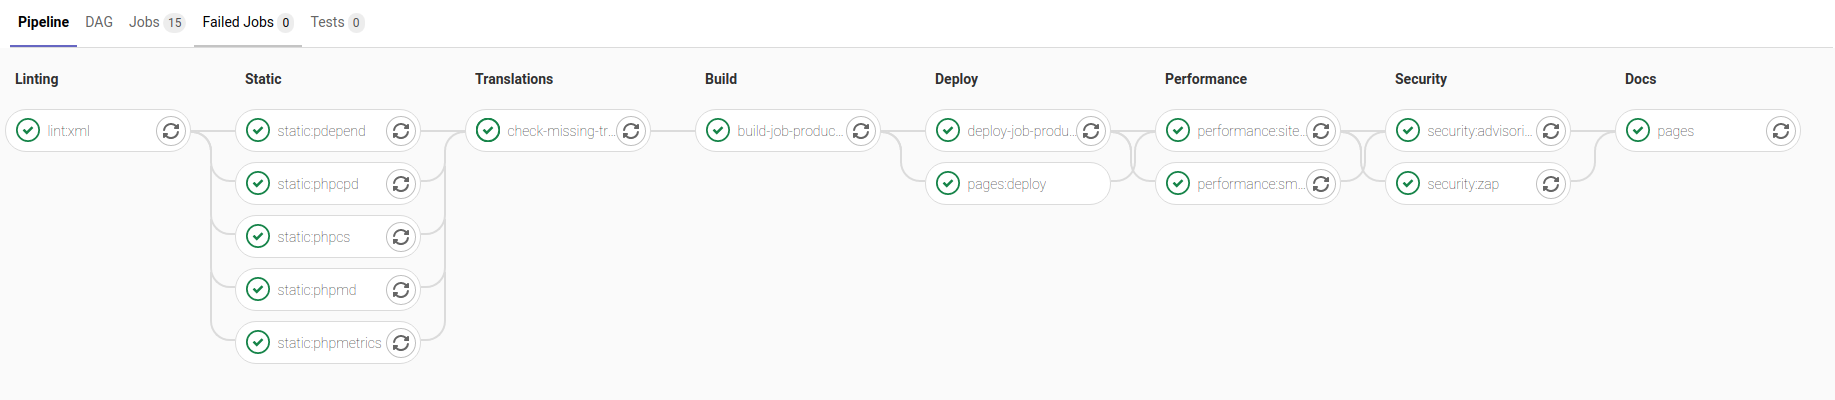 Pipeline DAG Jobs 15 Failed Jobs 0 Tests 0
Linting Static Translations Build Deploy Performance Security Docs
lint:xml static:pdepend check-missing-tr... build-job-produc... deploy-job-produ... performance:site... security:advisori... pages
static:phpcpd pages:deploy performance:sm... security:zap
static:phpcs
static:phpmd
static:phpmetrics